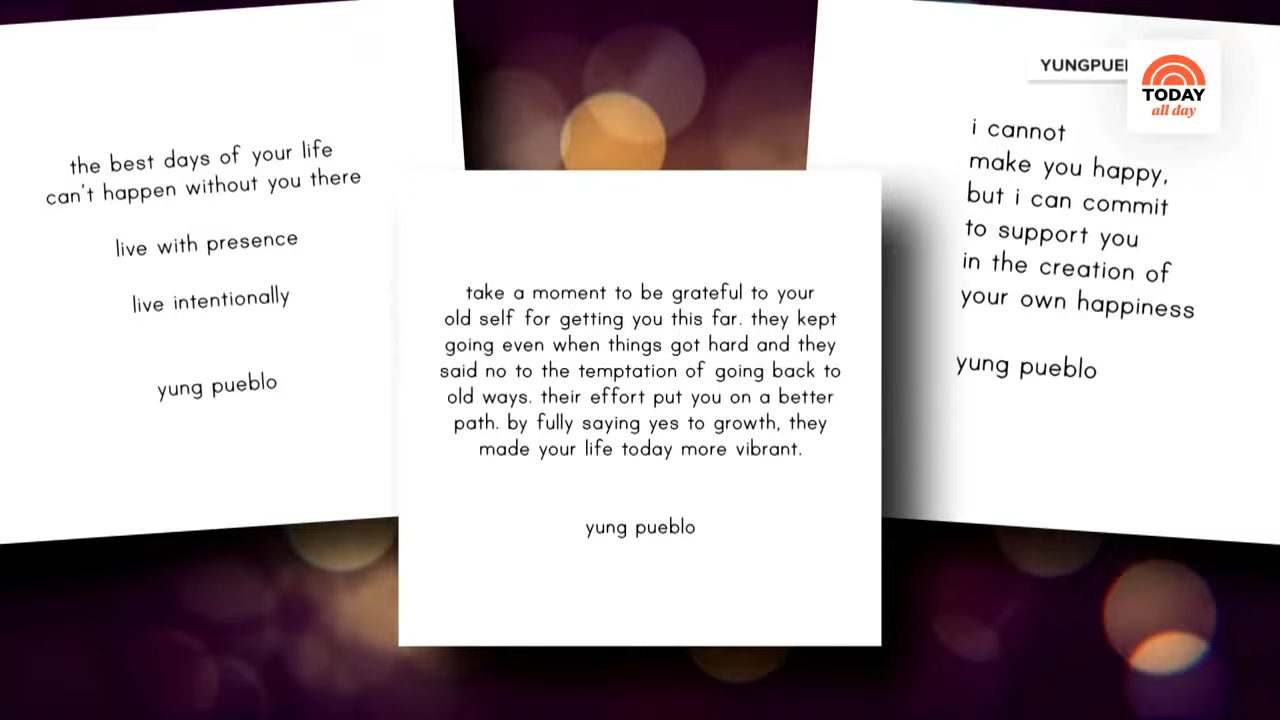 the best days of your life
can't happen without you there
live with presence
live intentionally
yung pueblo
take a moment to be grateful to your
old self for getting you this far. they kept
going even when things got hard and they
said no to the temptation of going back to
old ways. their effort put you on a better
path. by fully saying yes to growth, they
made your life today more vibrant.
yung pueblo
YUNGPUE
TODAY
all day
i cannot
make you happy,
but i can commit
to support you
in the creation of
your own happiness
yung pueblo